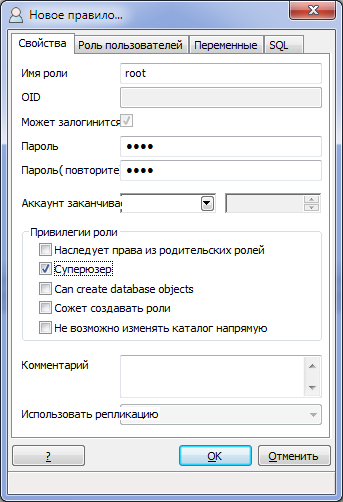 Новое правило...
Свойства Роль пользователей Переменные SQL
Имя роли root
OID
Может залогинится
Пароль ••••
Пароль(повторите ••••
Аккаунт заканчивае
Привилегии роли
Наследует права из родительских ролей
Суперюзер
Can create database objects
Сожет создавать роли
Не возможно изменять каталог напрямую
Комментарий
Использовать репликацию
? OK Отменить